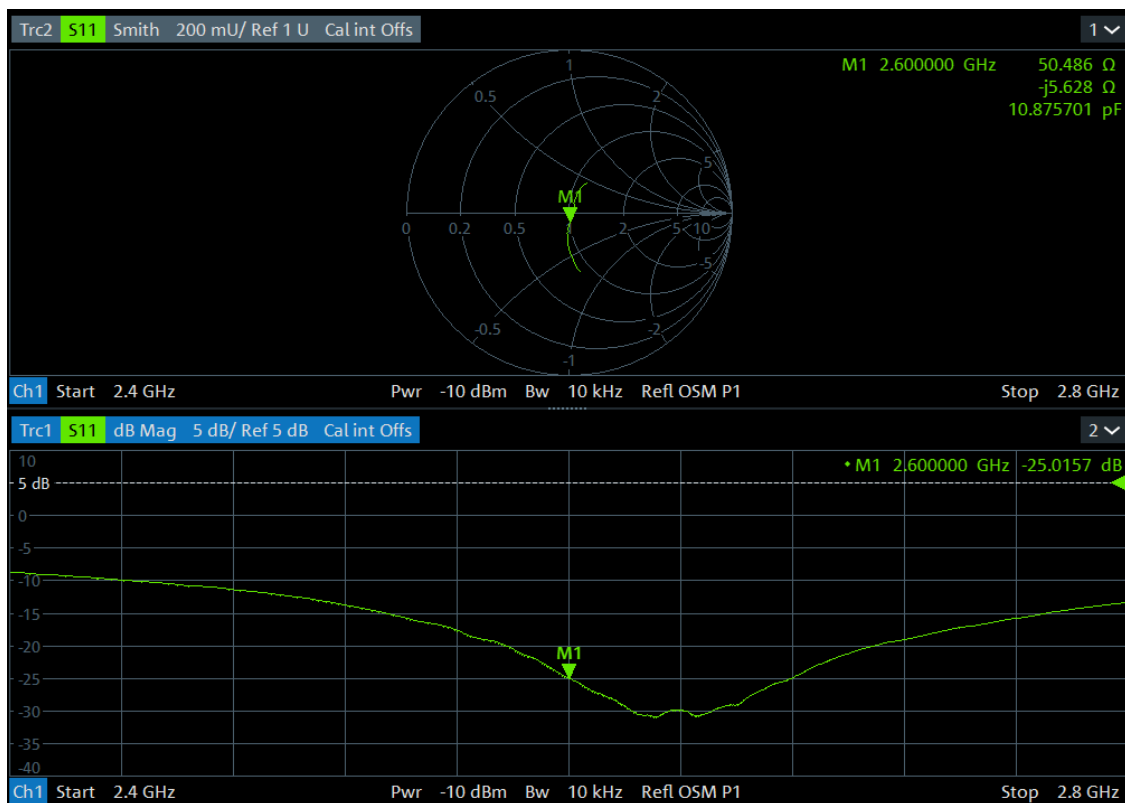 Trc2 S11 Smith 200 mU/ Ref 1 U Cal int Offs 1
M1 2.600000 GHz 50.486 Ω
-j5.628 Ω
10.875701 pF
1
0.5 2
5
M1
0 0.2 0.5 1 2 5 10
-5
-0.5 -2
-1
Ch1 Start 2.4 GHz Pwr -10 dBm Bw 10 kHz Refl OSM P1 Stop 2.8 GHz
Trc1 S11 dB Mag 5 dB/ Ref 5 dB Cal int Offs 2
10 • M1 2.600000 GHz -25.0157 dB
5 dB
0
-5
-10
-15
-20
M1
-25
-30
-35
-40
Ch1 Start 2.4 GHz Pwr -10 dBm Bw 10 kHz Refl OSM P1 Stop 2.8 GHz